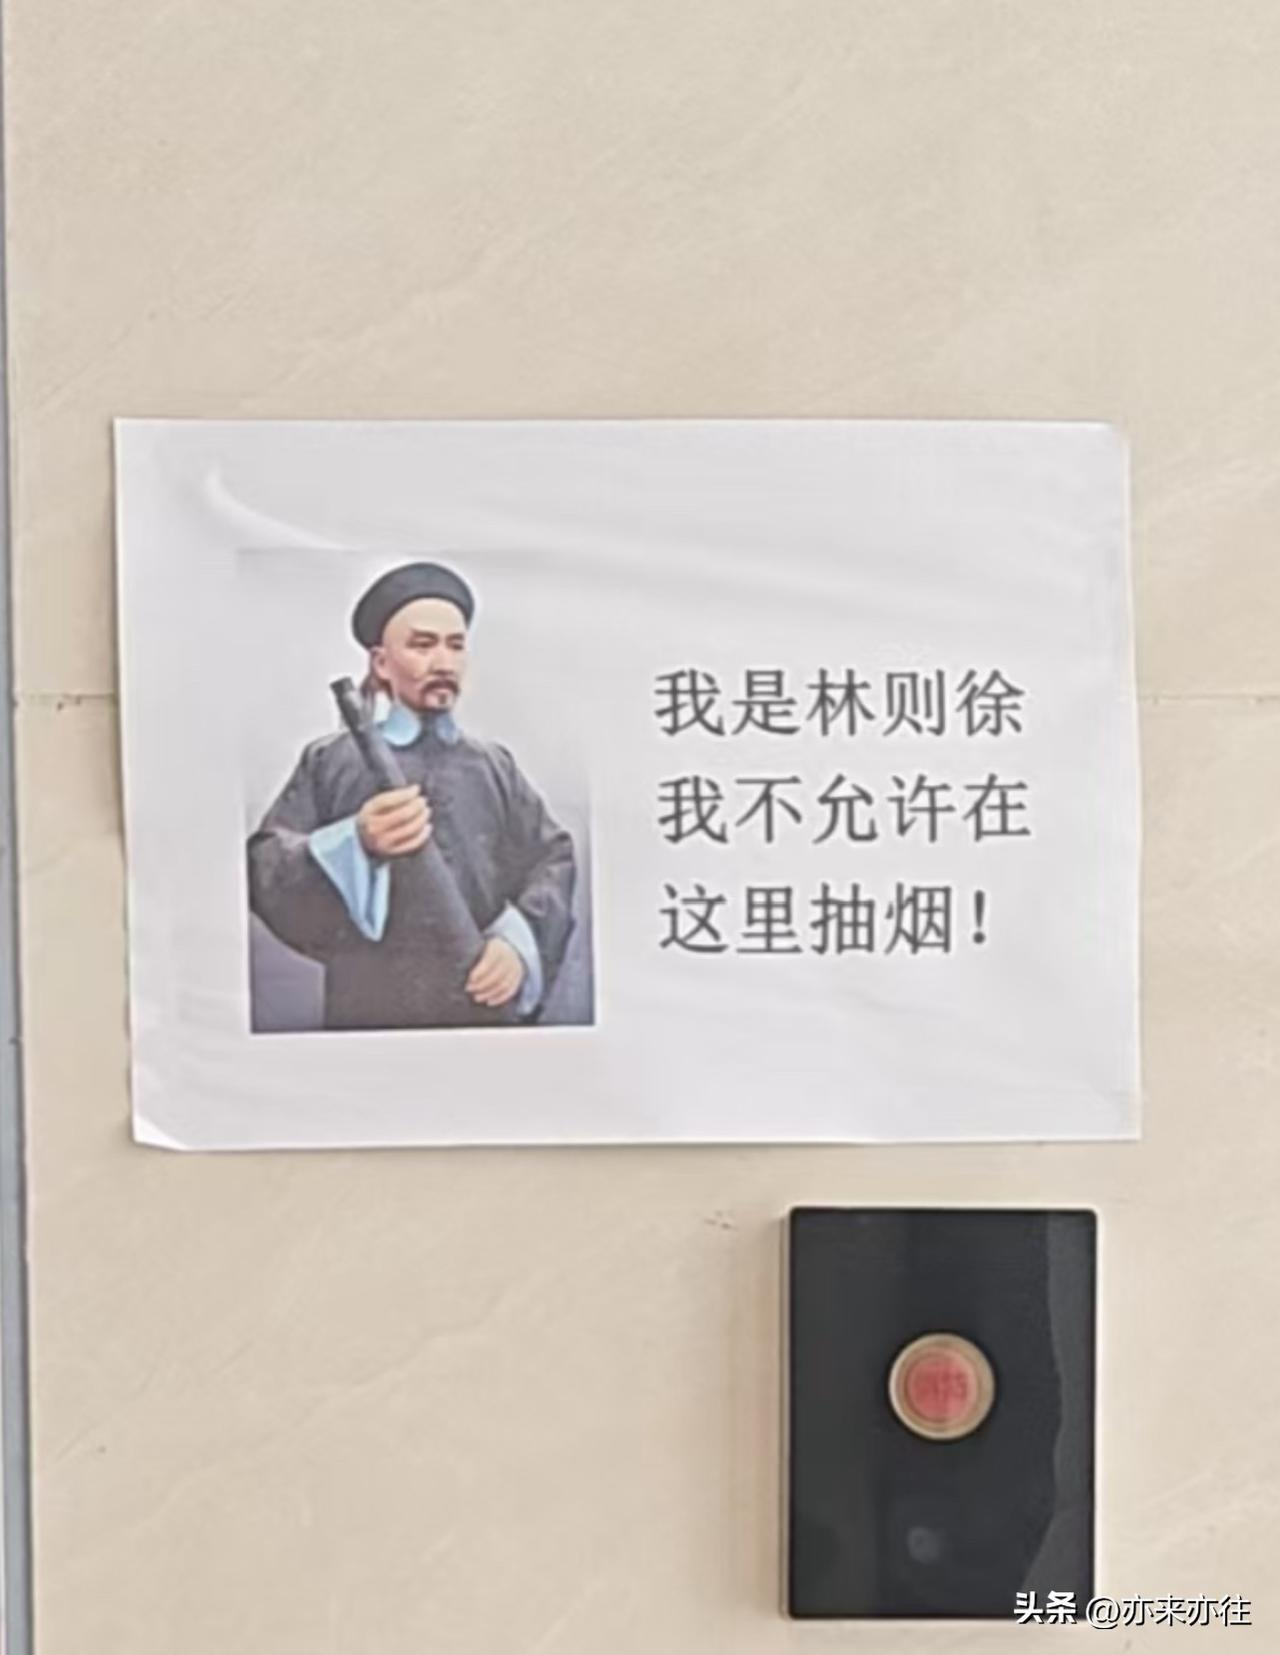 我是林则徐
我不允许在
这里抽烟！
头条 @亦来亦往